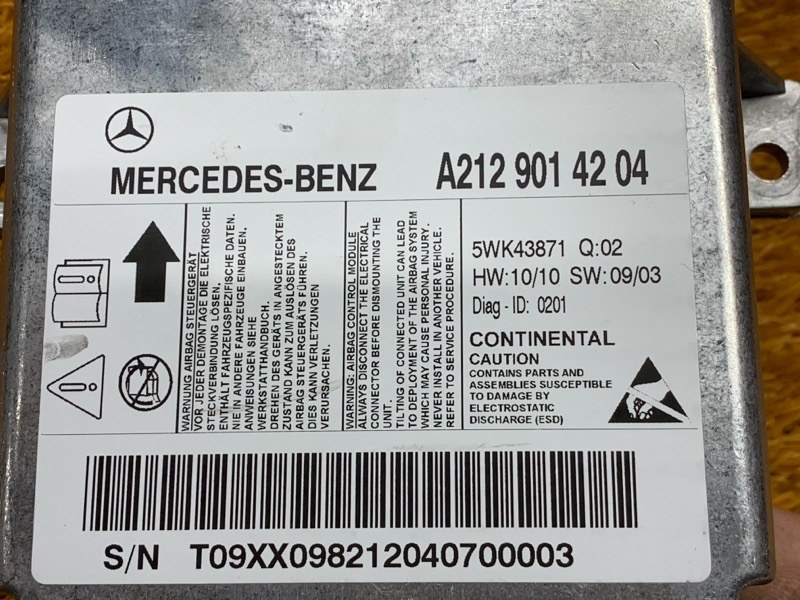 MERCEDES-BENZ
A212 901 42 04
WARNUNG AIRBAG STEUERGERÄT
VOR JEDER DEMONTAGE DIE ELEKTRISCHE
STECKVERBINDUNG LÖSEN.
ENTHÄLT FAHRZEUGSPEZIFISCHE DATEN.
NIE IN ANDERE FAHRZEUGE EINBAUEN.
ANWEISUNGEN SIEHE
WERKSTATTHANDBUCH.
DREHEN DES GERÄTS IN ANGESTECKTEM
ZUSTAND KANN ZUM AUSLÖSEN DES
AIRBAG STEUERGERÄTS FÜHREN.
DIES KANN VERLETZUNGEN
VERURSACHEN.
WARNING: AIRBAG CONTROL MODULE
ALWAYS DISCONNECT THE ELECTRICAL
CONNECTOR BEFORE DISMOUNTING THE
UNIT.
TILTING OF CONNECTED UNIT CAN LEAD
TO DEPLOYMENT OF THE AIRBAG SYSTEM
WHICH MAY CAUSE PERSONAL INJURY.
NEVER INSTALL IN ANOTHER VEHICLE.
REFER TO SERVICE PROCEDURE.
5WK43871 Q:02
HW:10/10 SW:09/03
Diag - ID: 0201
CONTINENTAL
CAUTION
CONTAINS PARTS AND
ASSEMBLIES SUSCEPTIBLE
TO DAMAGE BY
ELECTROSTATIC
DISCHARGE (ESD)
S/N T09XX098212040700003